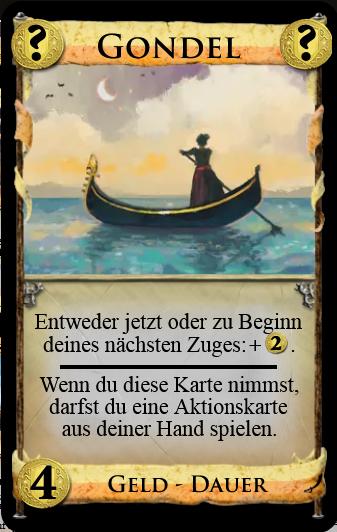 ? GONDEL ?
Entweder jetzt oder zu Beginn
deines nächsten Zuges: + 2 .
Wenn du diese Karte nimmst,
darfst du eine Aktionskarte
aus deiner Hand spielen.
4 GELD - DAUER